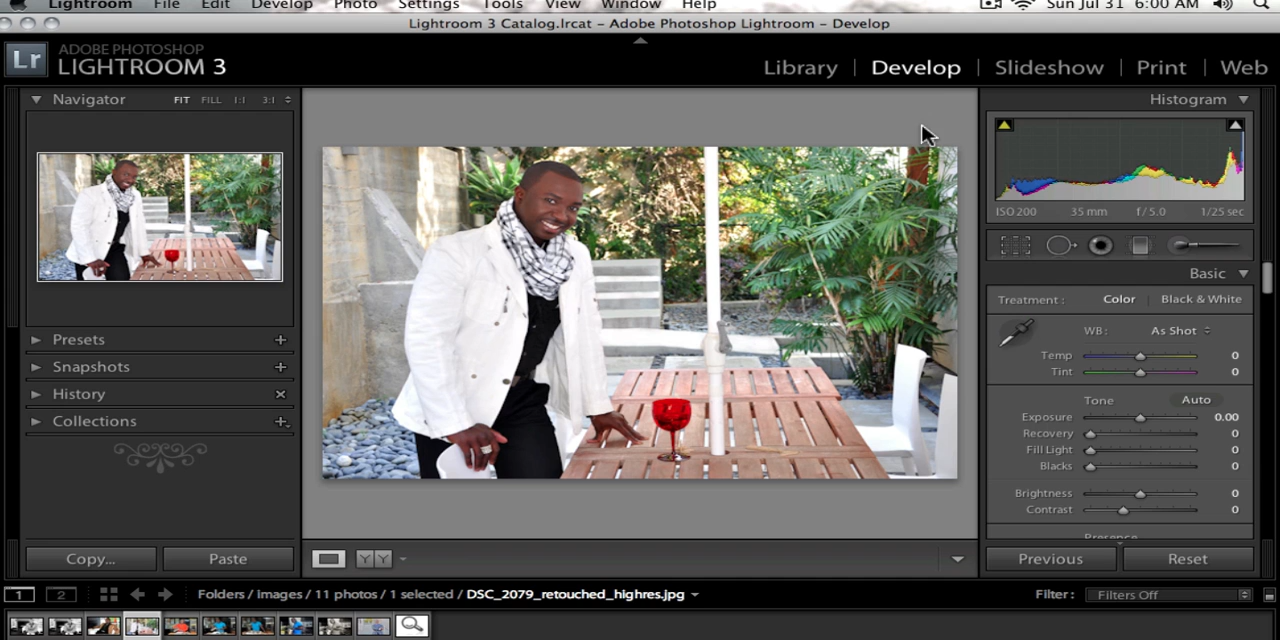 Lightroom File Edit Develop Photo Settings Tools View Window Help Sun Jul 31 6:00 AM
Lightroom 3 Catalog.lrcat – Adobe Photoshop Lightroom – Develop
Lr ADOBE PHOTOSHOP
LIGHTROOM 3
Library | Develop | Slideshow | Print | Web
Navigator FIT FILL 1:1 3:1
Histogram
ISO 200 35 mm f / 5.0 1/25 sec
Basic
Treatment : Color | Black & White
WB : As Shot
Temp 0
Tint 0
Tone Auto
Exposure 0.00
Recovery 0
Fill Light 0
Blacks 0
Brightness 0
Contrast 0
Presence
Presets
Snapshots
History
Collections
Copy... Paste
Y Y
Previous Reset
1 2 Folders / images / 11 photos / 1 selected / DSC_2079_retouched_highres.jpg
Filter : Filters Off